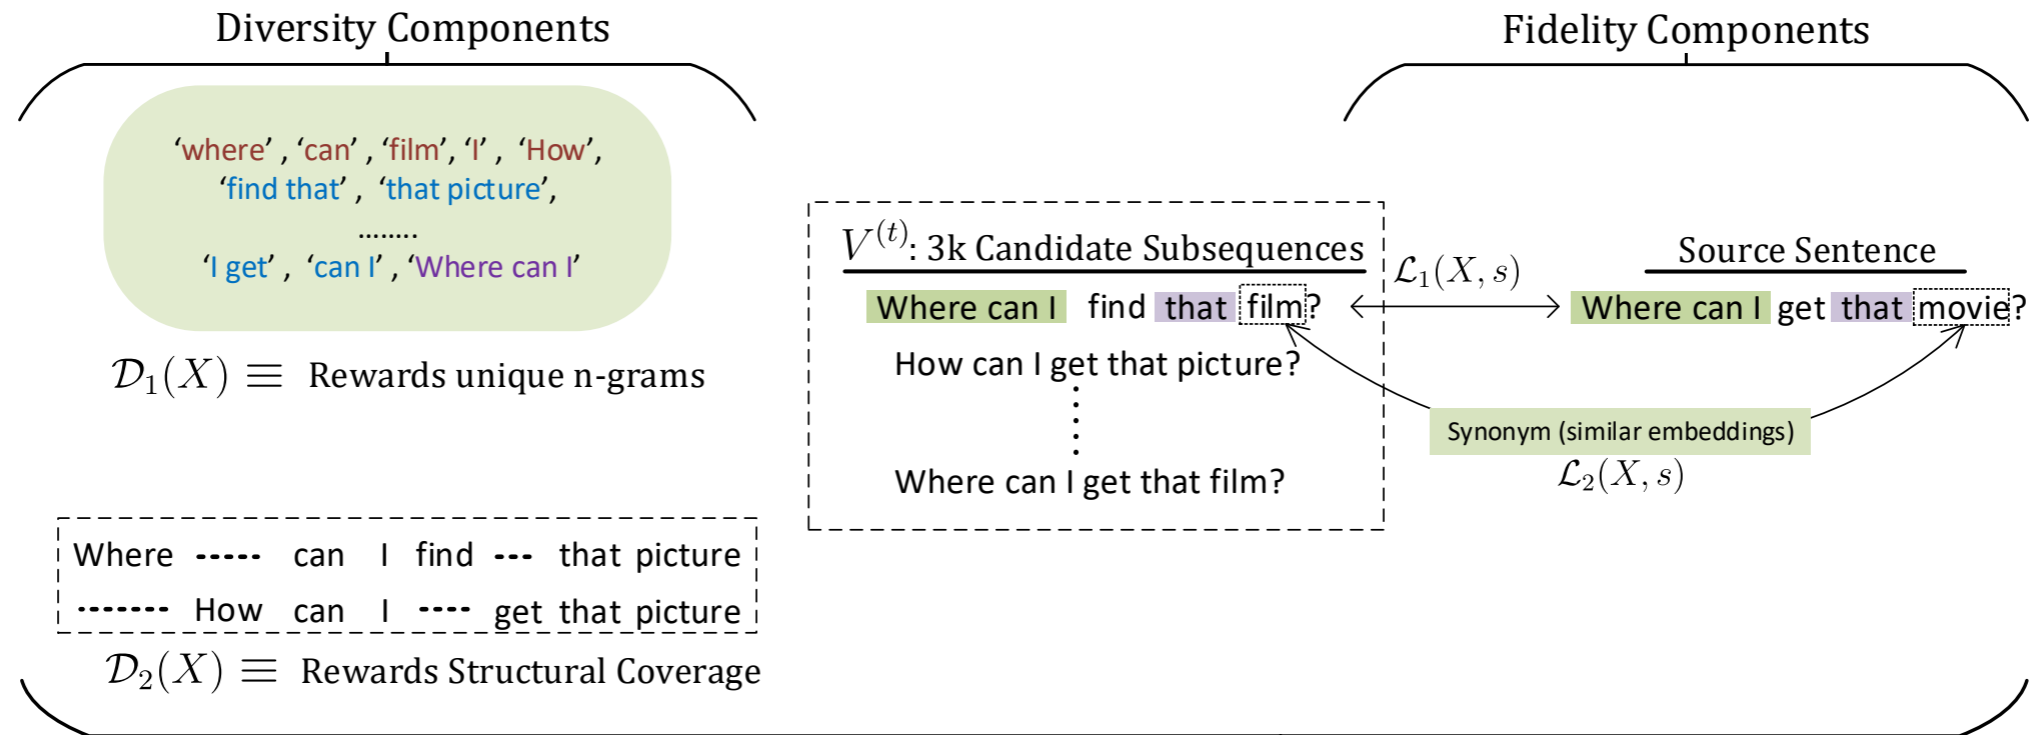 Diversity Components
‘where’ , ‘can’ , ‘film’, ‘I’ , ‘How’,
‘find that’ , ‘that picture’,
........
‘I get’ , ‘can I’ , ‘Where can I’
𝒟₁(X) ≡ Rewards unique n-grams
Where ----- can I find --- that picture
------- How can I ---- get that picture
𝒟₂(X) ≡ Rewards Structural Coverage
V⁽ᵗ⁾: 3k Candidate Subsequences
Where can I find that film?
How can I get that picture?
Where can I get that film?
Fidelity Components
ℒ₁(X, s)
Source Sentence
Where can I get that movie?
Synonym (similar embeddings)
ℒ₂(X, s)